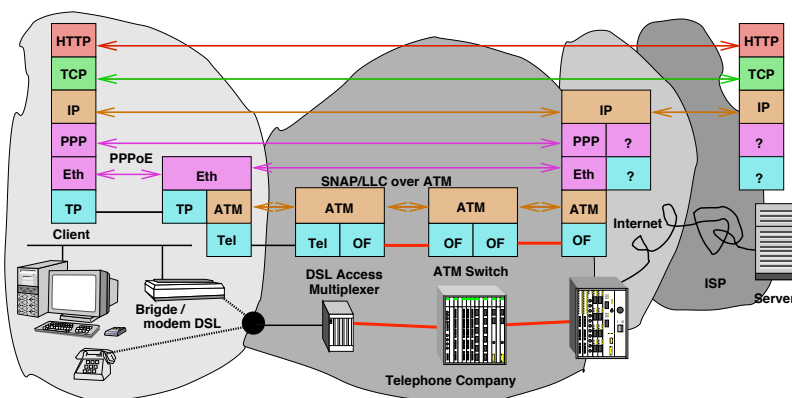 HTTP
HTTP
TCP
TCP
IP
IP
IP
PPP
PPP
?
?
PPPoE
Eth
Eth
Eth
?
?
SNAP/LLC over ATM
TP
TP
ATM
ATM
ATM
ATM
Client
Internet
Tel
Tel
OF
OF
OF
OF
DSL Access
Multiplexer
ATM Switch
ISP
Server
Brigde /
modem DSL
Telephone Company